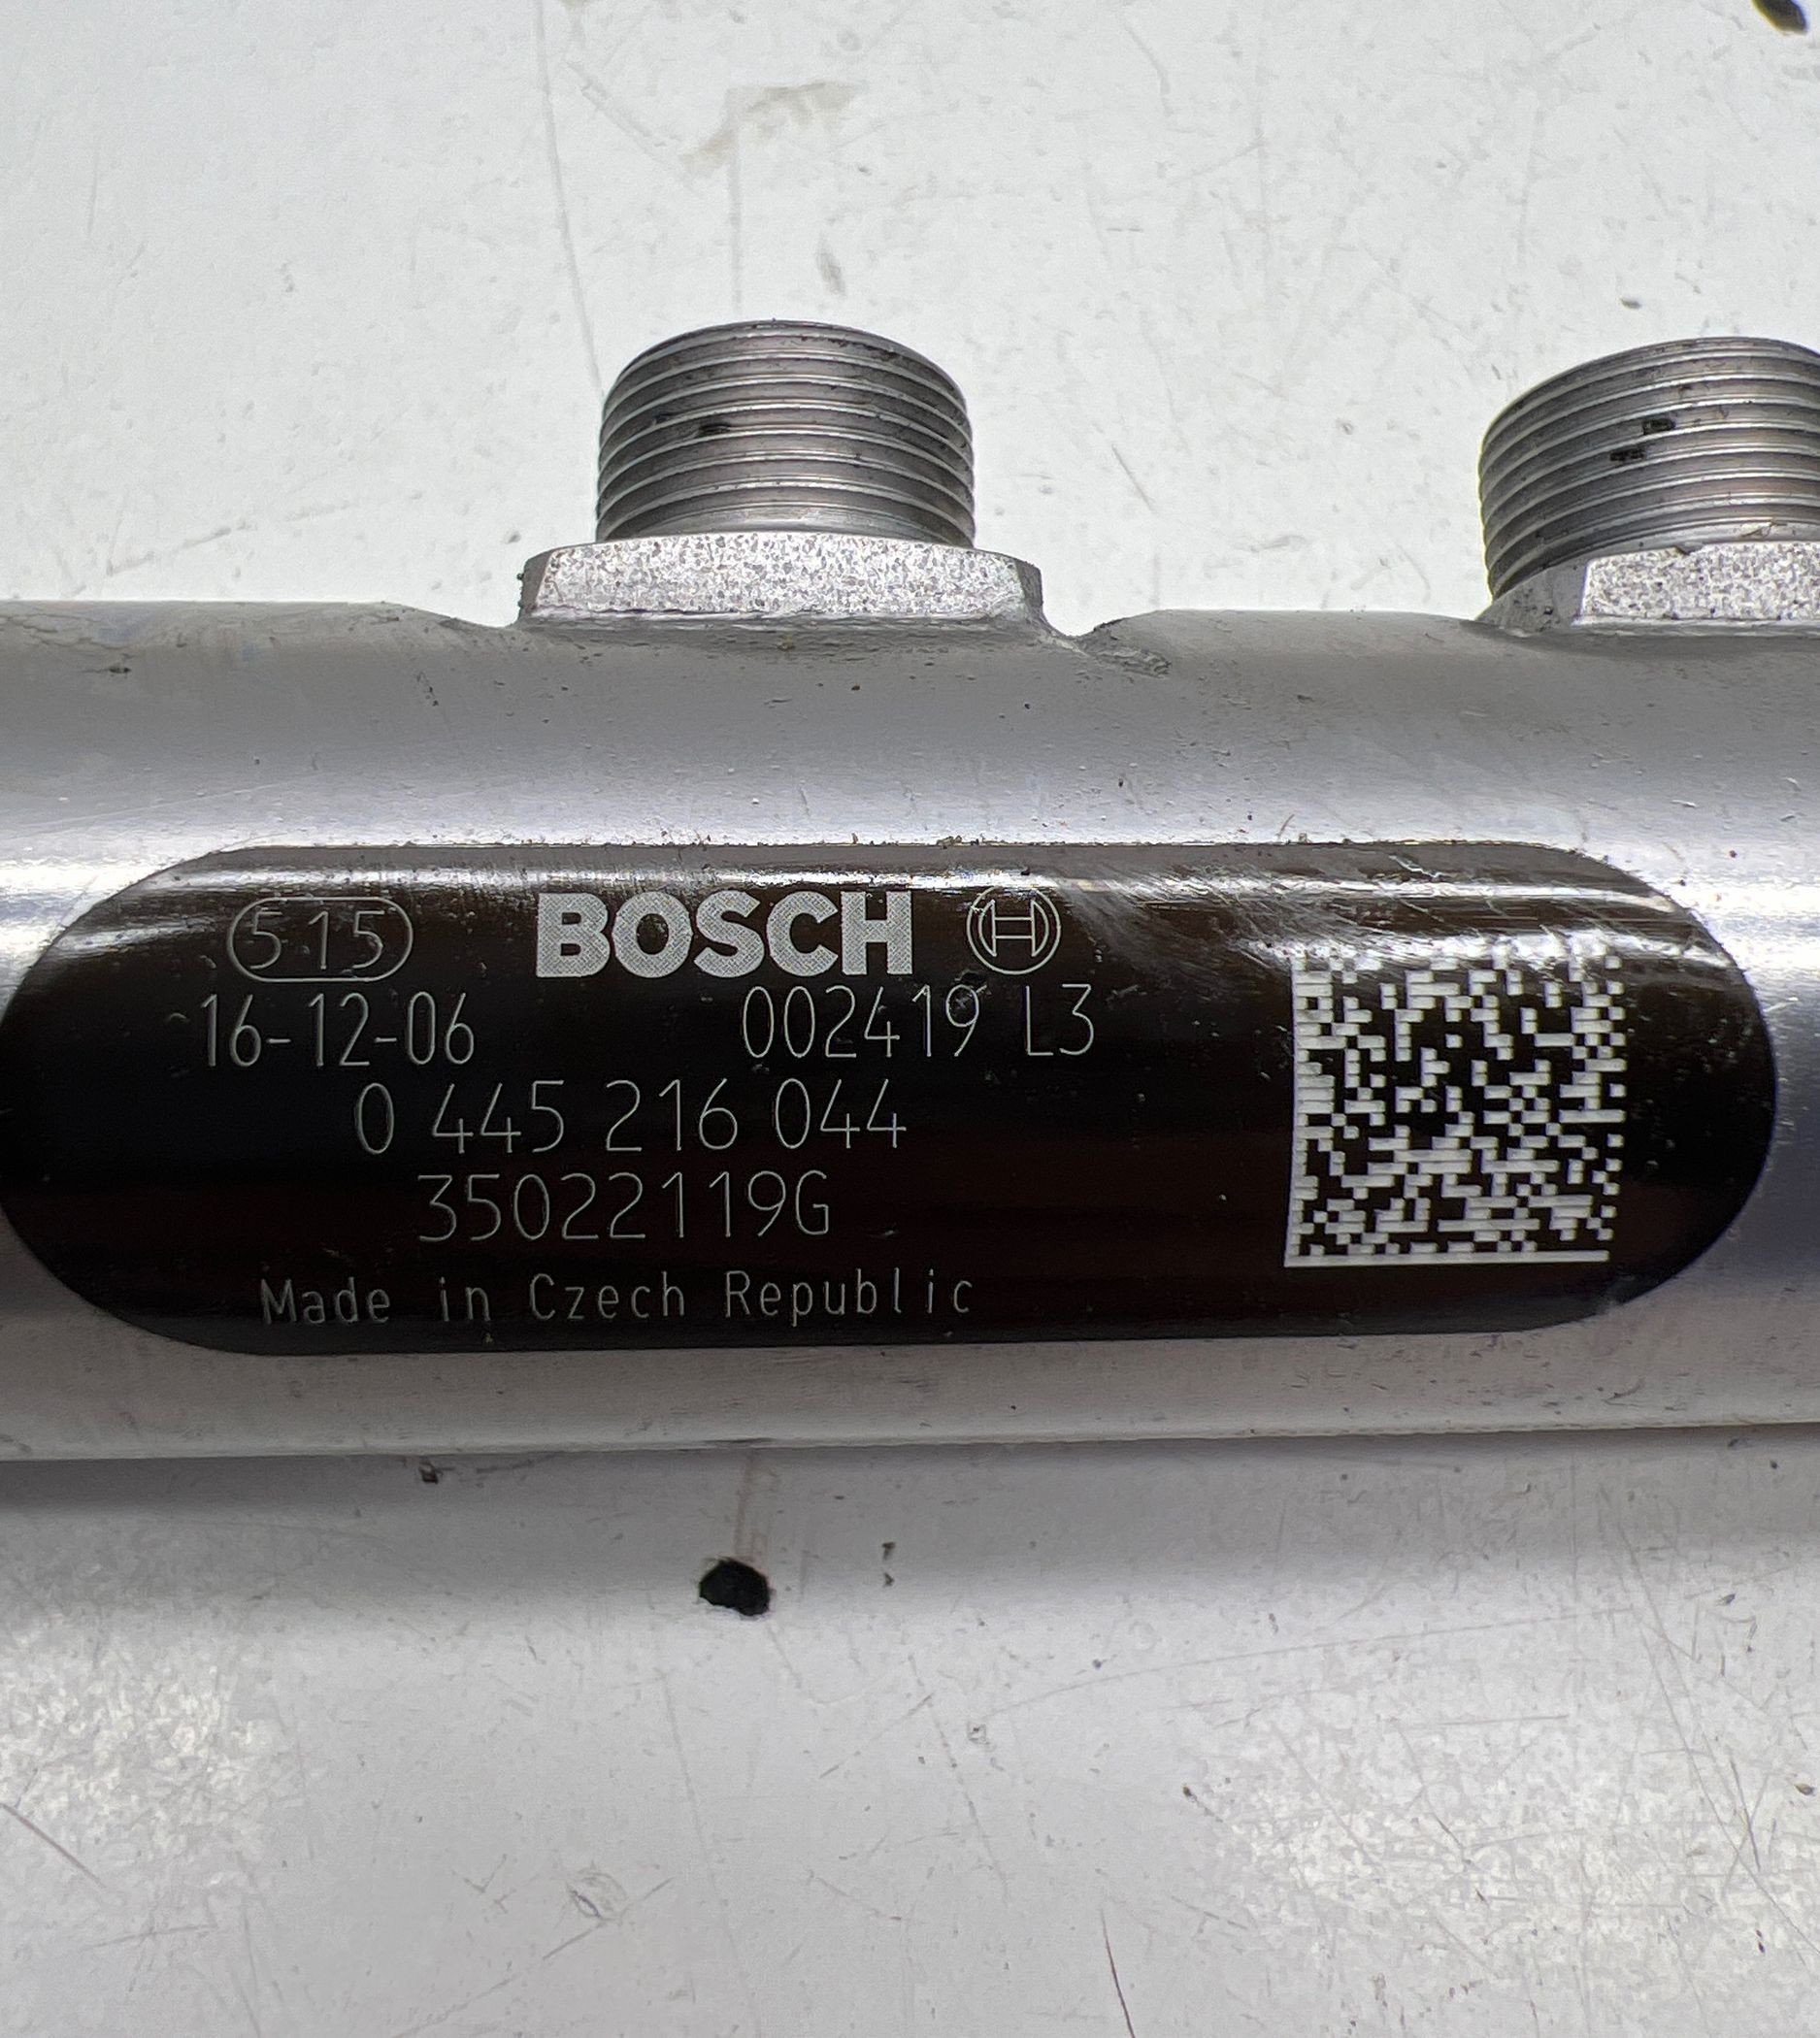 515 BOSCH
16-12-06 002419 L3
0 445 216 044
35022119G
Made in Czech Republic